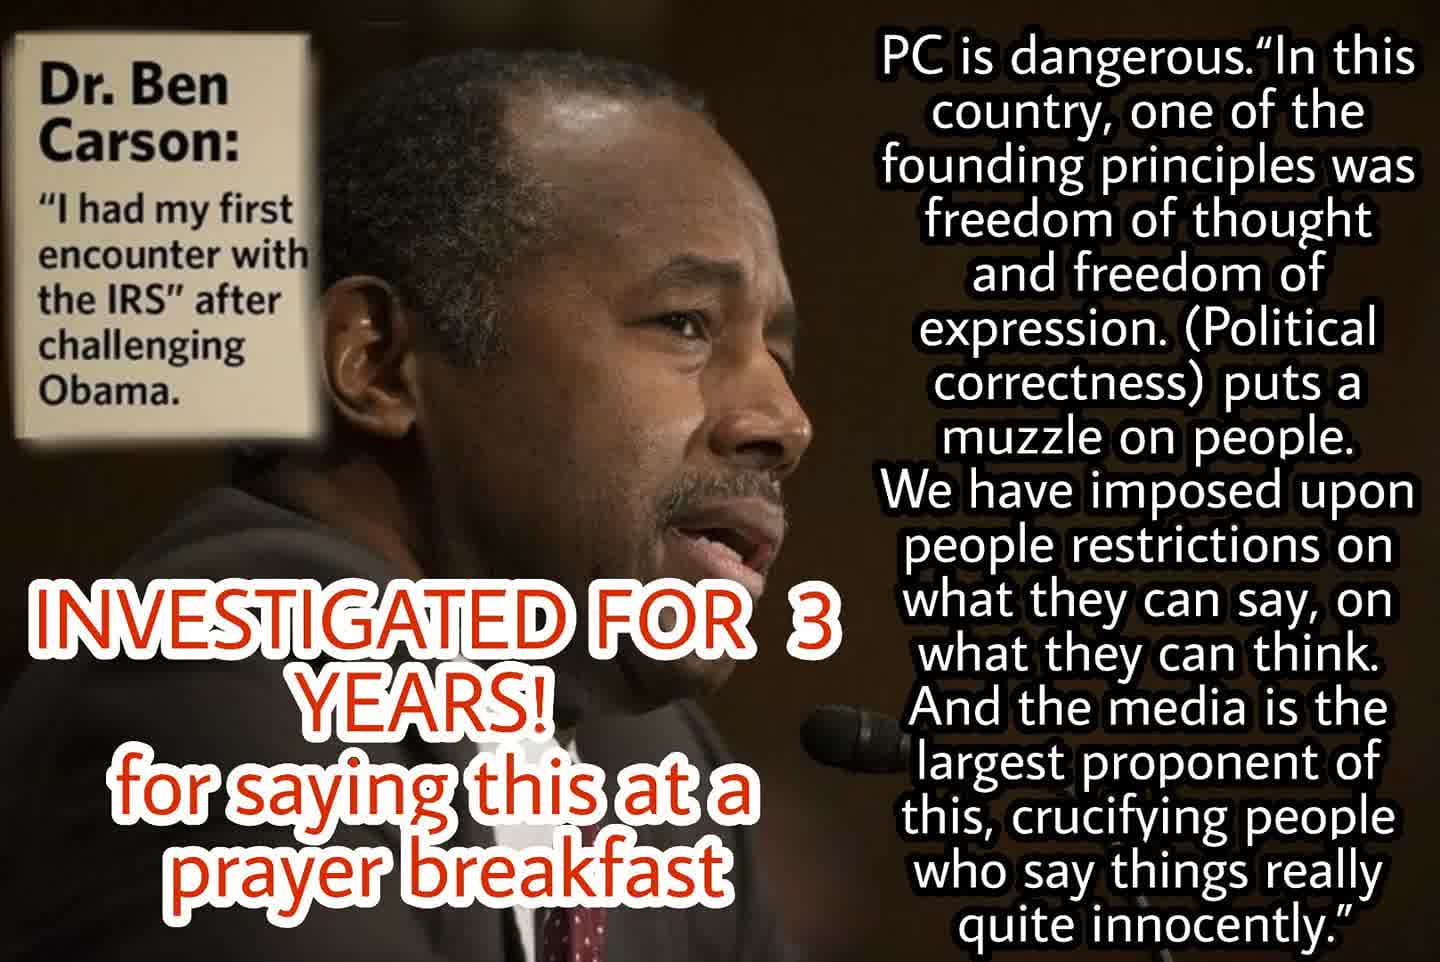 Dr. Ben
Carson:
“I had my first
encounter with
the IRS” after
challenging
Obama.
INVESTIGATED FOR 3
YEARS!
for saying this at a
prayer breakfast
PC is dangerous.“In this
country, one of the
founding principles was
freedom of thought
and freedom of
expression. (Political
correctness) puts a
muzzle on people.
We have imposed upon
people restrictions on
what they can say, on
what they can think.
And the media is the
largest proponent of
this, crucifying people
who say things really
quite innocently.”